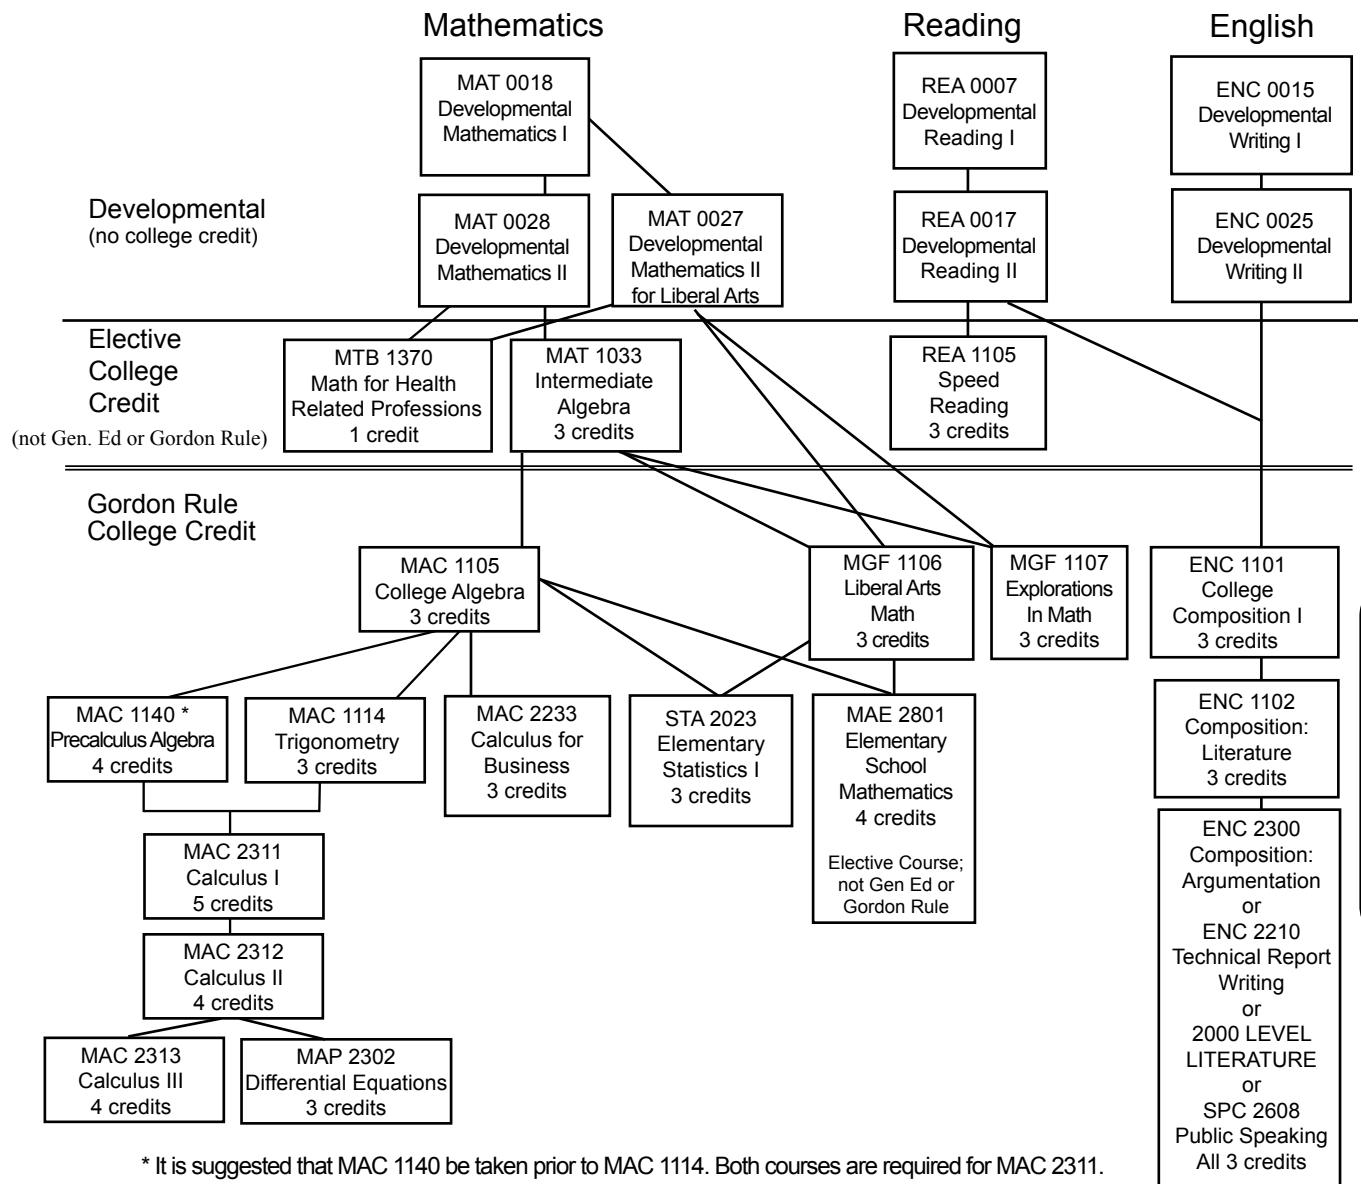 Mathematics
Reading
English
MAT 0018
Developmental
Mathematics I
REA 0007
Developmental
Reading I
ENC 0015
Developmental
Writing I
Developmental
(no college credit)
MAT 0028
Developmental
Mathematics II
MAT 0027
Developmental
Mathematics II
for Liberal Arts
REA 0017
Developmental
Reading II
ENC 0025
Developmental
Writing II
Elective
College
Credit
(not Gen. Ed or Gordon Rule)
MTB 1370
Math for Health
Related Professions
1 credit
MAT 1033
Intermediate
Algebra
3 credits
REA 1105
Speed
Reading
3 credits
Gordon Rule
College Credit
MAC 1105
College Algebra
3 credits
MGF 1106
Liberal Arts
Math
3 credits
MGF 1107
Explorations
In Math
3 credits
ENC 1101
College
Composition I
3 credits
MAC 1140 *
Precalculus Algebra
4 credits
MAC 1114
Trigonometry
3 credits
MAC 2233
Calculus for
Business
3 credits
STA 2023
Elementary
Statistics I
3 credits
MAE 2801
Elementary
School
Mathematics
4 credits
Elective Course;
not Gen Ed or
Gordon Rule
ENC 1102
Composition:
Literature
3 credits
MAC 2311
Calculus I
5 credits
MAC 2312
Calculus II
4 credits
MAC 2313
Calculus III
4 credits
MAP 2302
Differential Equations
3 credits
ENC 2300
Composition:
Argumentation
or
ENC 2210
Technical Report
Writing
or
2000 LEVEL
LITERATURE
or
SPC 2608
Public Speaking
All 3 credits
* It is suggested that MAC 1140 be taken prior to MAC 1114. Both courses are required for MAC 2311.